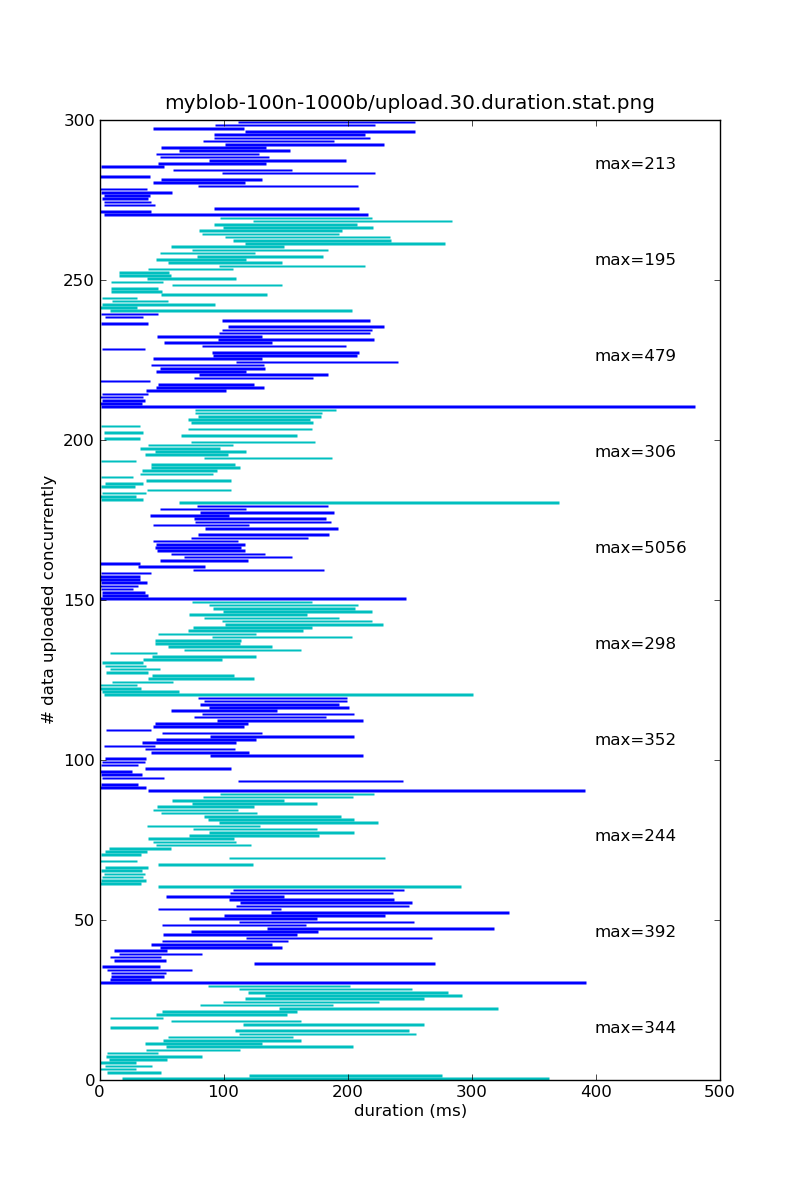 myblob-100n-1000b/upload.30.duration.stat.png
300
max=213
max=195
250
max=479
200
max=306
# data uploaded concurrently
max=5056
150
max=298
max=352
100
max=244
50
max=392
max=344
0
0 100 200 300 400 500
duration (ms)